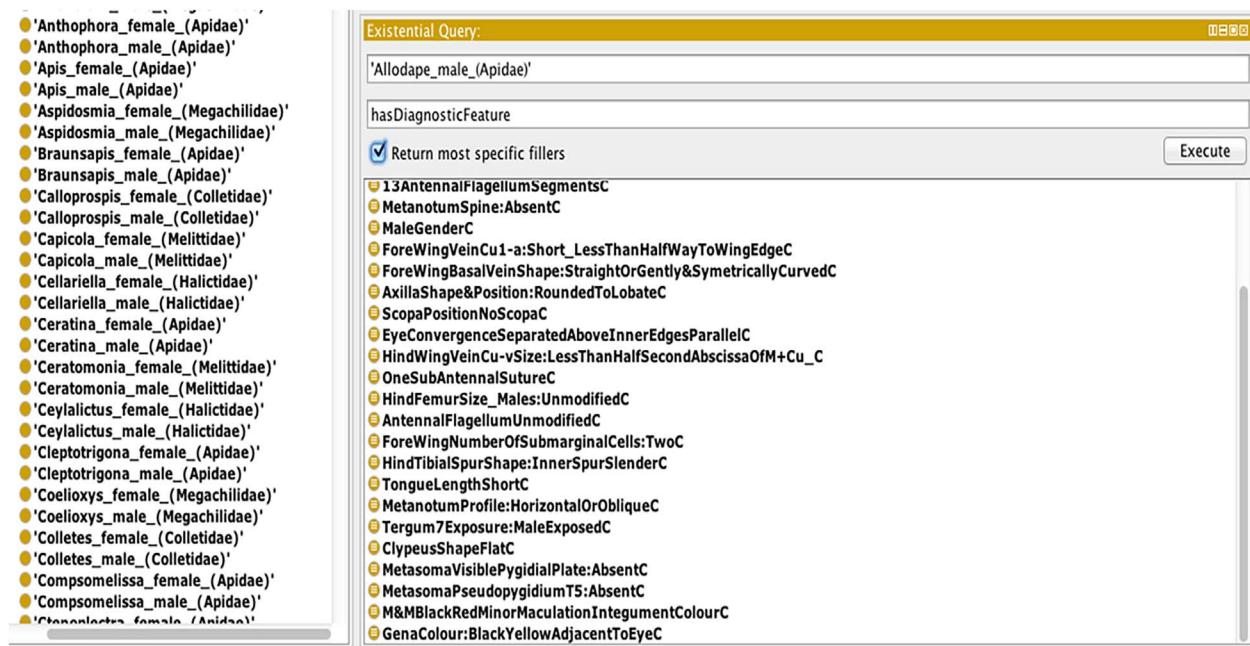 'Anthophora_female_(Apidae)'
'Anthophora_male_(Apidae)'
'Apis_female_(Apidae)'
'Apis_male_(Apidae)'
'Aspidosmia_female_(Megachilidae)'
'Aspidosmia_male_(Megachilidae)'
'Braunsapis_female_(Apidae)'
'Braunsapis_male_(Apidae)'
'Calloprospis_female_(Colletidae)'
'Calloprospis_male_(Colletidae)'
'Capicola_female_(Melittidae)'
'Capicola_male_(Melittidae)'
'Cellariella_female_(Halictidae)'
'Cellariella_male_(Halictidae)'
'Ceratina_female_(Apidae)'
'Ceratina_male_(Apidae)'
'Ceratomonia_female_(Melittidae)'
'Ceratomonia_male_(Melittidae)'
'Ceylalictus_female_(Halictidae)'
'Ceylalictus_male_(Halictidae)'
'Cleptotrigona_female_(Apidae)'
'Cleptotrigona_male_(Apidae)'
'Coelioxys_female_(Megachilidae)'
'Coelioxys_male_(Megachilidae)'
'Colletes_female_(Colletidae)'
'Colletes_male_(Colletidae)'
'Compsomelissa_female_(Apidae)'
'Compsomelissa_male_(Apidae)'
'Ctenoplectra_female_(Apidae)'
Existential Query:
'Allodape_male_(Apidae)'
hasDiagnosticFeature
Return most specific fillers
Execute
13AntennalFlagellumSegmentsC
MetanotumSpine:AbsentC
MaleGenderC
ForeWingVeinCu1-a:Short_LessThanHalfWayToWingEdgeC
ForeWingBasalVeinShape:StraightOrGently&SymetricallyCurvedC
AxillaShape&Position:RoundedToLobateC
ScopaPositionNoScopaC
EyeConvergenceSeparatedAboveInnerEdgesParallelC
HindWingVeinCu-vSize:LessThanHalfSecondAbscissaOfM+Cu_C
OneSubAntennalSutureC
HindFemurSize_Males:UnmodifiedC
AntennalFlagellumUnmodifiedC
ForeWingNumberOfSubmarginalCells:TwoC
HindTibialSpurShape:InnerSpurSlenderC
TongueLengthShortC
MetanotumProfile:HorizontalOrObliqueC
Tergum7Exposure:MaleExposedC
ClypeusShapeFlatC
MetasomaVisiblePygidialPlate:AbsentC
MetasomaPseudopygidiumT5:AbsentC
M&MBlackRedMinorMaculationIntegumentColourC
GenaColour:BlackYellowAdjacentToEyeC